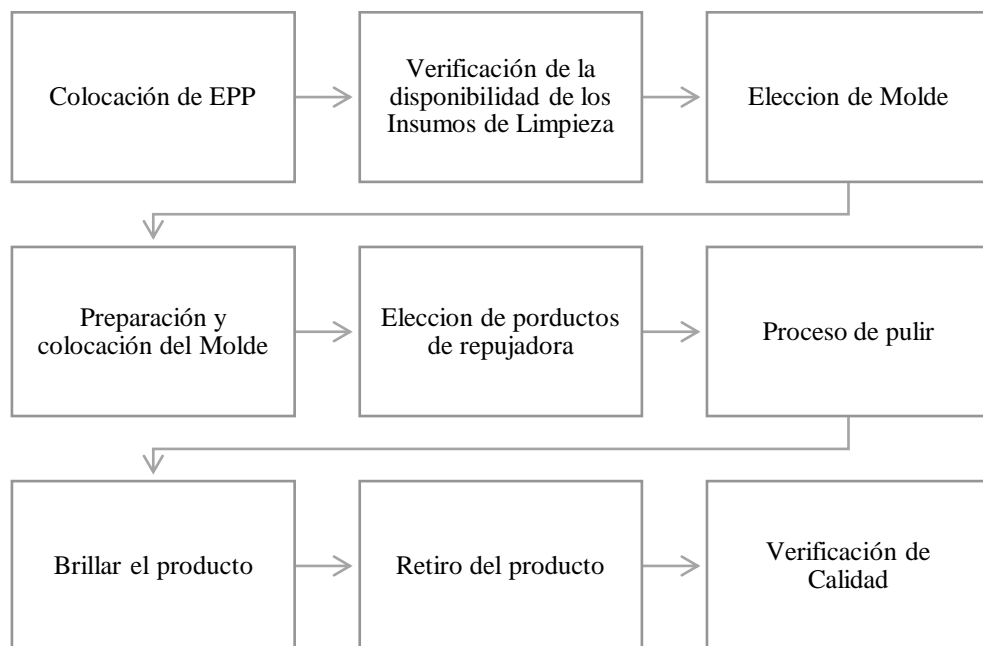 Colocación de EPP
Verificación de la
disponibilidad de los
Insumos de Limpieza
Eleccion de Molde
Preparación y
colocación del Molde
Eleccion de porductos
de repujadora
Proceso de pulir
Brillar el producto
Retiro del producto
Verificación de
Calidad